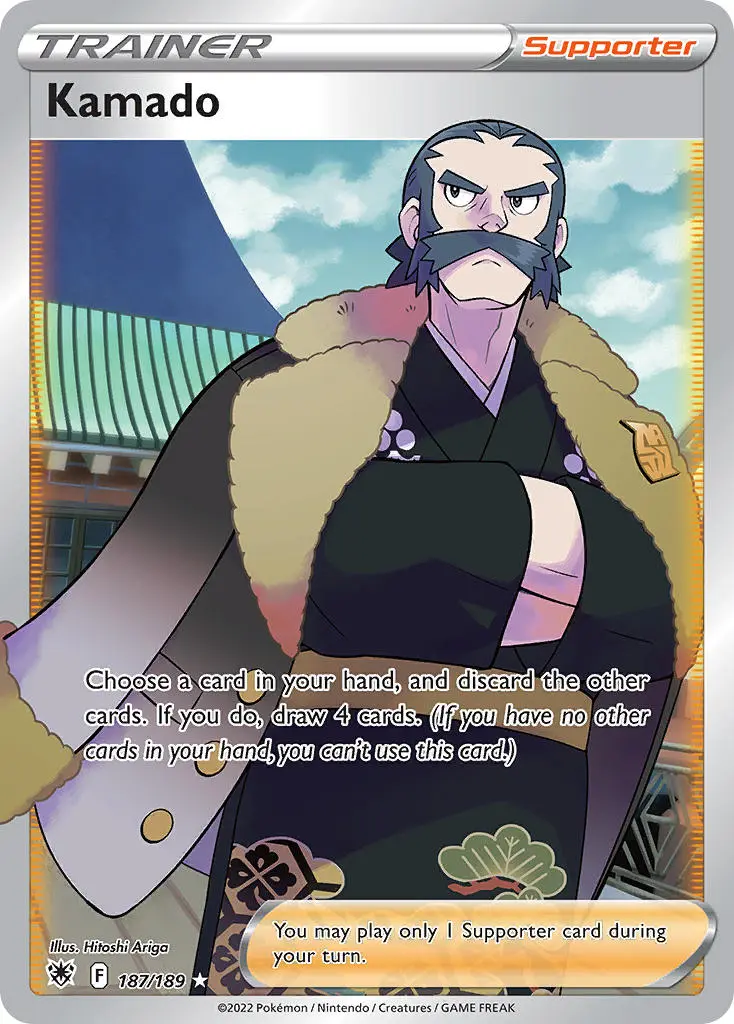 TRAINER
Supporter
Kamado
Choose a card in your hand, and discard the other
cards. If you do, draw 4 cards. (If you have no other
cards in your hand, you can't use this card.)
You may play only 1 Supporter card during
your turn.
Illus. Hitoshi Ariga
F 187/189 ★
©2022 Pokémon / Nintendo / Creatures / GAME FREAK